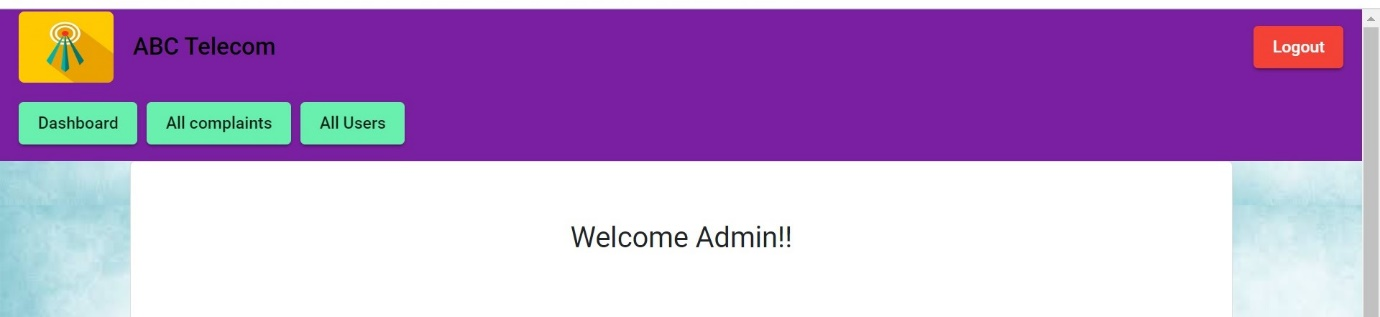 ABC Telecom
Logout
Dashboard
All complaints
All Users
Welcome Admin!!